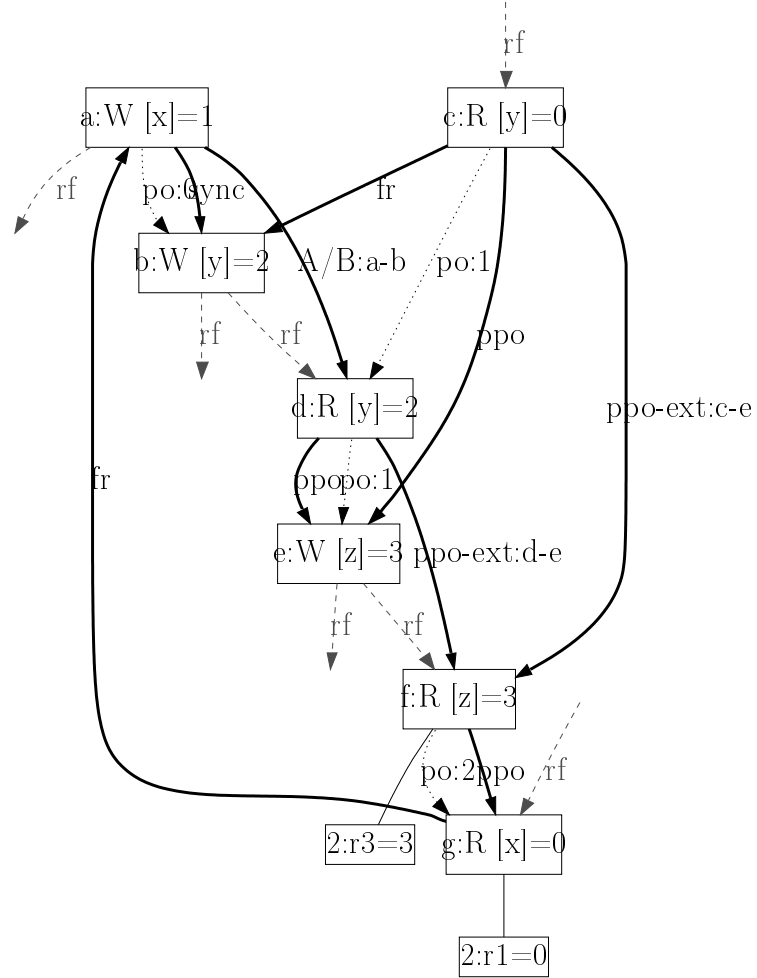 rf
a:W [x]=1
c:R [y]=0
rf
po:0
sync
fr
b:W [y]=2
A/B:a-b
po:1
rf
rf
ppo
d:R [y]=2
ppo-ext:c-e
fr
ppo
po:1
e:W [z]=3
ppo-ext:d-e
rf
rf
f:R [z]=3
po:2
ppo
rf
2:r3=3
g:R [x]=0
2:r1=0